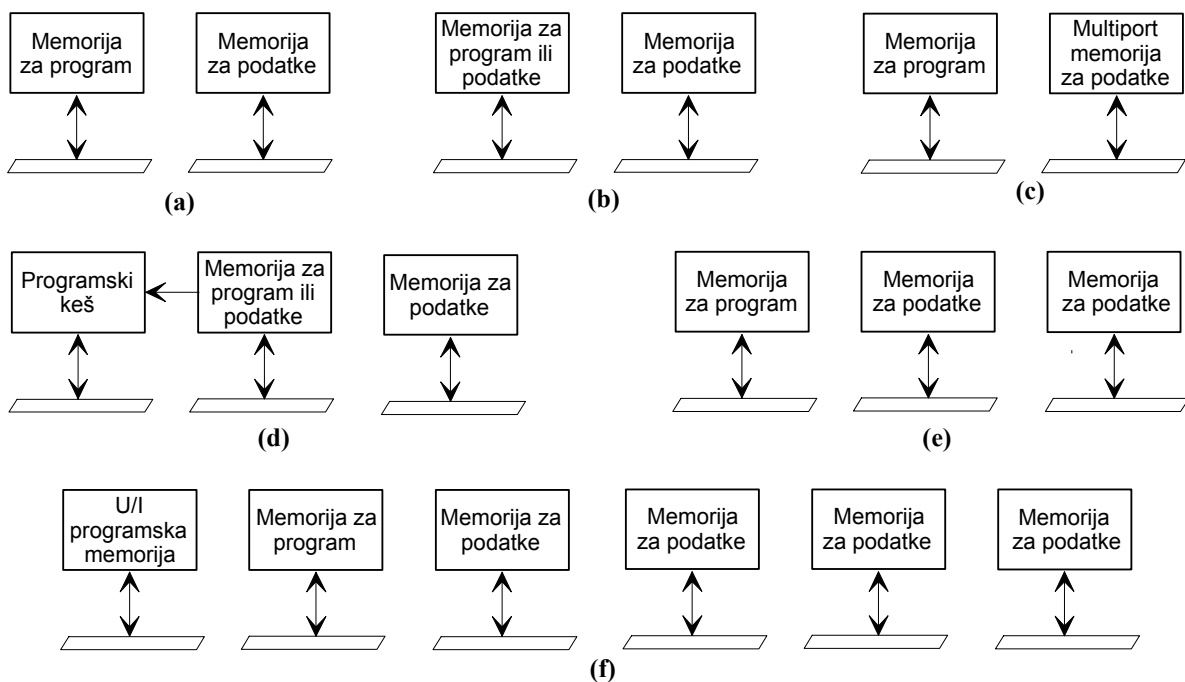 Memorija
za program
Memorija
za podatke
(a)
Memorija za
program ili
podatke
Memorija
za podatke
(b)
Memorija
za program
Multiport
memorija
za podatke
(c)
Programski
keš
Memorija za
program ili
podatke
Memorija za
podatke
(d)
Memorija
za program
Memorija
za podatke
Memorija
za podatke
(e)
U/I
programska
memorija
Memorija za
program
Memorija za
podatke
Memorija
za podatke
Memorija
za podatke
Memorija
za podatke
(f)